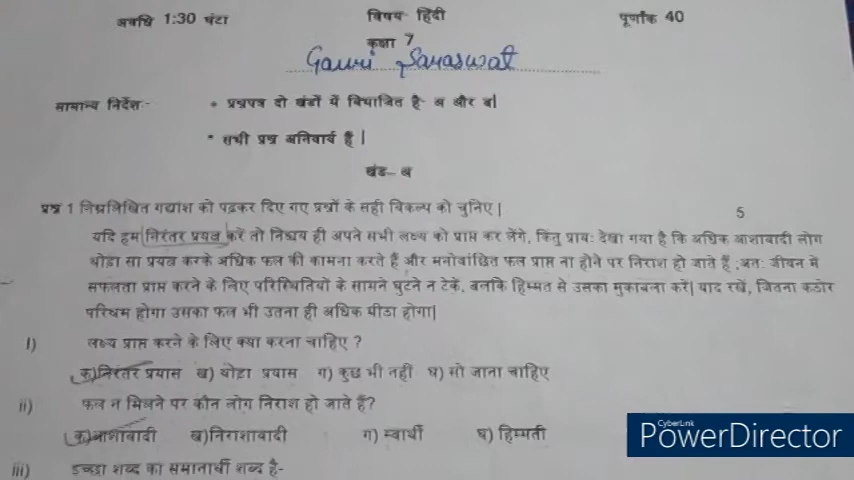 अवधि 1:30 घंटा
विषय- हिंदी
पूर्णांक 40
कक्षा 7
Gauri Saraswat
सामान्य निर्देश:-
• प्रश्नपत्र दो खंडों में विभाजित है- अ और ब|
* सभी प्रश्न अनिवार्य हैं |
खंड- अ
प्रश्न 1 निम्नलिखित गद्यांश को पढ़कर दिए गए प्रश्नों के सही विकल्प को चुनिए | 5
यदि हम निरंतर प्रयत्न करें तो निश्चय ही अपने सभी लक्ष्य को प्राप्त कर लेंगे, किंतु प्रायः देखा गया है कि अधिक आशावादी लोग
थोड़ा सा प्रयत्न करके अधिक फल की कामना करते हैं और मनोवांछित फल प्राप्त ना होने पर निराश हो जाते हैं ,अतः जीवन में
सफलता प्राप्त करने के लिए परिस्थितियों के सामने घुटने न टेकें, बल्कि हिम्मत से उसका मुकाबला करें| याद रखें, जितना कठोर
परिश्रम होगा उसका फल भी उतना ही अधिक मीठा होगा|
i) लक्ष्य प्राप्त करने के लिए क्या करना चाहिए ?
क)निरंतर प्रयास ख) थोड़ा प्रयास ग) कुछ भी नहीं घ) सो जाना चाहिए
ii) फल न मिलने पर कौन लोग निराश हो जाते हैं?
क)आशावादी ख)निराशावादी ग) स्वार्थी घ) हिम्मती
iii) इच्छा शब्द का समानार्थी शब्द है-
CyberLink
PowerDirector